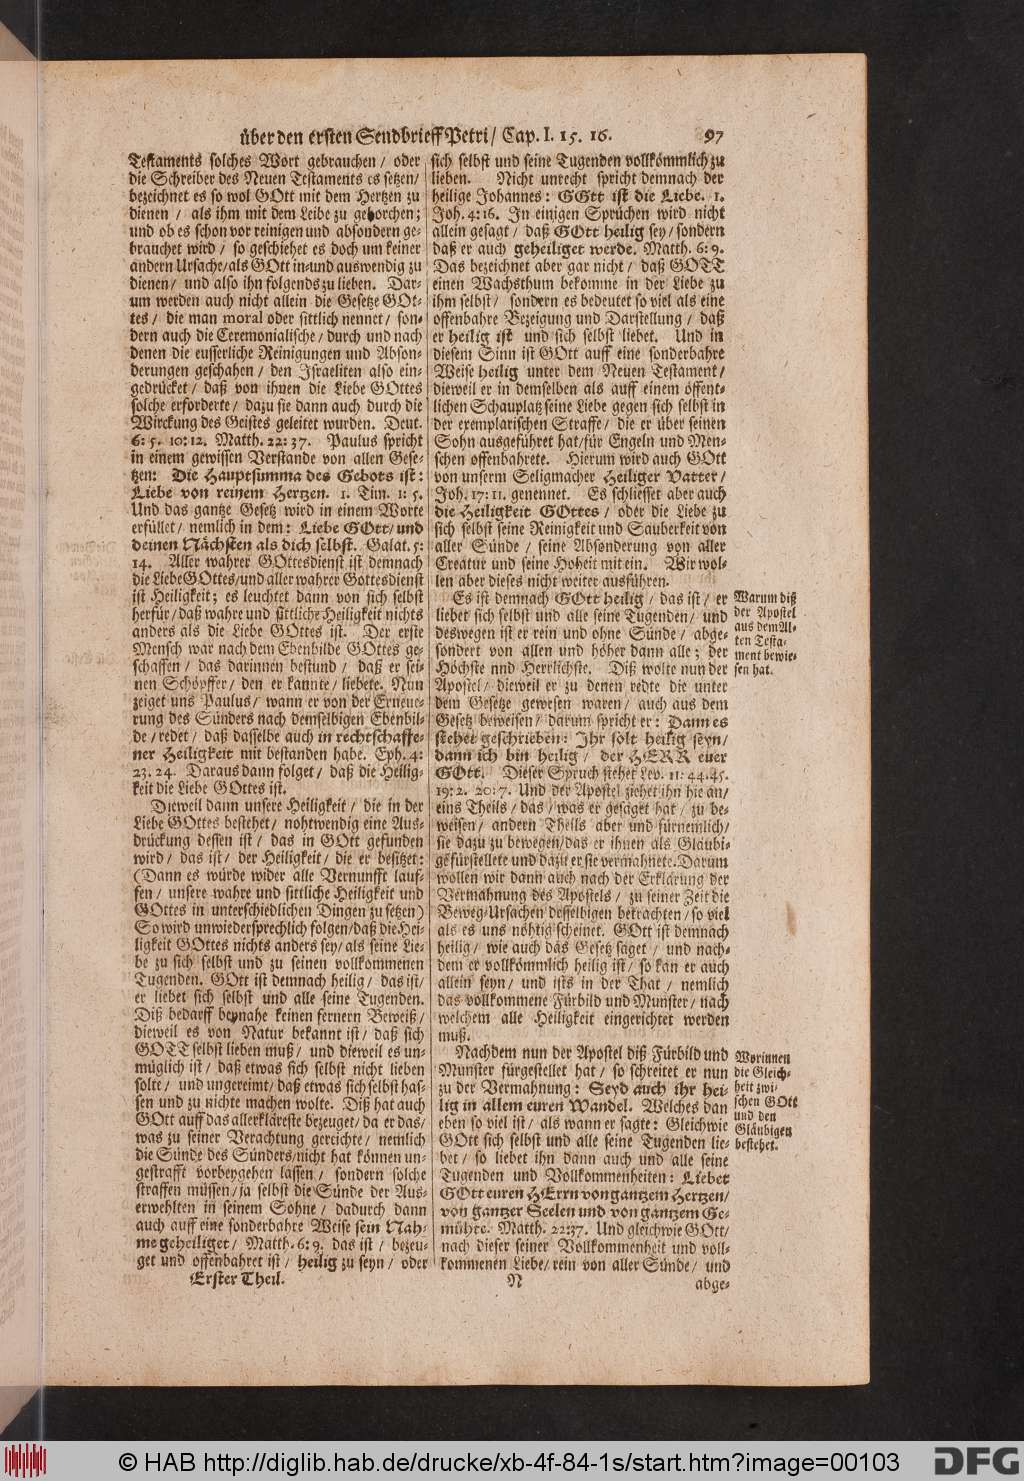 über den ersten Sendbrieff Petri / Cap. I. 15. 16. 97
Testaments solches Wort gebrauchen / oder
die Schreiber des Neuen Testaments es setzen /
bezeichnet es so wol GOtt mit dem Hertzen zu
dienen / als ihm mit dem Leibe zu gehorchen;
und ob es schon vor reinigen und absondern ge-
brauchet wird / so geschiehet es doch um keiner
andern Ursache / als GOtt in- und auswendig zu
dienen / und also ihn folgends zu lieben. Dar-
um werden auch nicht allein die Gesetze GOt-
tes / die man moral oder sittlich nennet / son-
dern auch die Ceremonialische / durch und nach
denen die eusserliche Reinigungen und Abson-
derungen geschahen / den Israeliten also ein-
gedrücket / daß von ihnen die Liebe GOttes
solche erforderte / dazu sie dann auch durch die
Wirckung des Geistes geleitet wurden. Deut.
6: 5. 10: 12. Matth. 22: 37. Paulus spricht
in einem gewissen Verstande von allen Gese-
tzen: Die Hauptsumma des Gebots ist:
Liebe von reinem Hertzen. 1. Tim. 1: 5.
Und das gantze Gesetz wird in einem Worte
erfüllet / nemlich in dem: Liebe GOtt / und
deinen Nächsten als dich selbst. Galat. 5:
14. Aller wahrer GOttesdienst ist demnach
die Liebe GOttes / und aller wahrer Gottesdienst
ist Heiligkeit; es leuchtet dann von sich selbst
herfür / daß wahre und sittliche Heiligkeit nichts
anders als die Liebe GOttes ist. Der erste
Mensch war nach dem Ebenbilde GOttes ge-
schaffen / das darinnen bestund / daß er sei-
nen Schöpffer / den er kannte / liebete. Nun
zeiget uns Paulus / wann er von der Erneue-
rung des Sünders nach demselbigen Ebenbil-
de / redet / daß dasselbe auch in rechtschaffe-
ner Heiligkeit mit bestanden habe. Eph. 4:
23. 24. Daraus dann folget / daß die Heilig-
keit die Liebe GOttes ist.
Dieweil dann unsere Heiligkeit / die in der
Liebe GOttes bestehet / nohtwendig eine Aus-
drückung dessen ist / das in GOtt gefunden
wird / das ist / der Heiligkeit / die er besitzet:
(Dann es würde wider alle Vernunfft lauf-
fen / unsere wahre und sittliche Heiligkeit und
GOttes in unterschiedlichen Dingen zu setzen)
So wird unwiedersprechlich folgen / daß die Hei-
ligkeit GOttes nichts anders sey / als seine Lie-
be zu sich selbst und zu seinen vollkommenen
Tugenden. GOtt ist demnach heilig / das ist /
er liebet sich selbst und alle seine Tugenden.
Diß bedarff beynahe keinen fernern Beweiß /
dieweil es von Natur bekannt ist / daß sich
GOTT selbst lieben muß / und dieweil es un-
müglich ist / daß etwas sich selbst nicht lieben
solte / und ungereimt / daß etwas sich selbst has-
sen und zu nichte machen wolte. Diß hat auch
GOtt auff das allerkläreste bezeuget / da er das /
was zu seiner Verachtung gereichte / nemlich
die Sünde des Sünders / nicht hat können un-
gestrafft vorbeygehen lassen / sondern solche
straffen müssen / ja selbst die Sünde der Aus-
erwehlten in seinem Sohne / dadurch dann
auch auff eine sonderbahre Weise sein Nah-
me geheiliget / Matth. 6: 9. das ist / bezeu-
get und offenbahret ist / heilig zu seyn / oder
Erster Theil.
sich selbst und seine Tugenden vollkömmlich zu
lieben. Nicht unrecht spricht demnach der
heilige Johannes: GOtt ist die Liebe. 1.
Joh. 4: 16. In einigen Sprüchen wird nicht
allein gesagt / daß GOtt heilig sey / sondern
daß er auch geheiliget werde. Matth. 6: 9.
Das bezeichnet aber gar nicht / daß GOTT
einen Wachsthum bekomme in der Liebe zu
ihm selbst / sondern es bedeutet so viel als eine
offenbahre Bezeigung und Darstellung / daß
er heilig ist und sich selbst liebet. Und in
diesem Sinn ist GOtt auff eine sonderbahre
Weise heilig unter dem Neuen Testament /
dieweil er in demselben als auff einem öffent-
lichen Schauplatz seine Liebe gegen sich selbst in
der exemplarischen Straffe / die er über seinen
Sohn ausgeführet hat / für Engeln und Men-
schen offenbahrete. Hierum wird auch GOtt
von unserm Seligmacher Heiliger Vatter /
Joh. 17: 11. genennet. Es schliesset aber auch
die Heiligkeit GOttes / oder die Liebe zu
sich selbst seine Reinigkeit und Sauberkeit von
aller Sünde / seine Absonderung von aller
Creatur und seine Hoheit mit ein. Wir wol-
len aber dieses nicht weiter ausführen.
Es ist demnach GOtt heilig / das ist / er
liebet sich selbst und alle seine Tugenden / und
deswegen ist er rein und ohne Sünde / abge-
sondert von allen und höher dann alle; der
Höchste nnd Herrlichste. Diß wolte nun der
Apostel / dieweil er zu denen redte die unter
dem Gesetze gewesen waren / auch aus dem
Gesetz beweisen / darum spricht er: Dann es
stehet geschrieben: Ihr solt heilig seyn /
dann ich bin heilig / der HERR euer
GOtt. Dieser Spruch stehet Lev. 11: 44. 45.
19: 2. 20: 7. Und der Apostel ziehet ihn hie an /
eins Theils / das / was er gesaget hat / zu be-
weisen / andern Theils aber und fürnemlich /
sie dazu zu bewegen / das er ihnen als Gläubi-
ge fürstellete und dazu er sie vermahnete. Darum
wollen wir dann auch nach der Erklärung der
Vermahnung des Apostels / zu seiner Zeit die
Beweg-Ursachen desselbigen betrachten / so viel
als es uns nöhtig scheinet. GOtt ist demnach
heilig / wie auch das Gesetz saget / und nach-
dem er vollkömmlich heilig ist / so kan er auch
allein seyn / und ists in der That / nemlich
das vollkommene Fürbild und Munster / nach
welchem alle Heiligkeit eingerichtet werden
muß.
Nachdem nun der Apostel diß Fürbild und
Munster fürgestellet hat / so schreitet er nun
zu der Vermahnung: Seyd auch ihr hei-
lig in allem euren Wandel. Welches dan
eben so viel ist / als wann er sagte: Gleichwie
GOtt sich selbst und alle seine Tugenden lie-
bet / so liebet ihn dann auch und alle seine
Tugenden und Vollkommenheiten: Liebet
GOtt euren HErrn von gantzem Hertzen /
von gantzer Seelen und von gantzem Ge-
mühte. Matth. 22: 37. Und gleichwie GOtt /
nach dieser seiner Vollkommenheit und voll-
kommenen Liebe / rein von aller Sünde / und
N abge-
Warum diß
der Apostel
aus dem Al-
ten Testa-
ment bewie-
sen hat.
Worinnen
die Gleich-
heit zwi-
schen GOtt
und den
Gläubigen
bestehet.
© HAB http://diglib.hab.de/drucke/xb-4f-84-1s/start.htm?image=00103
DFG